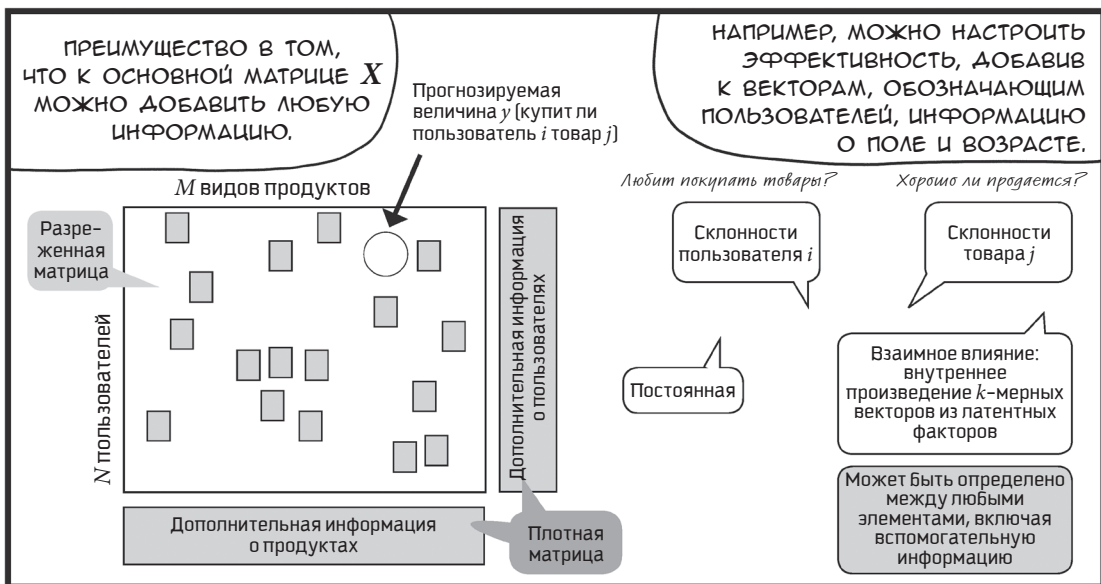 ПРЕИМУЩЕСТВО В ТОМ,
ЧТО К ОСНОВНОЙ МАТРИЦЕ X
МОЖНО ДОБАВИТЬ ЛЮБУЮ
ИНФОРМАЦИЮ.
НАПРИМЕР, МОЖНО НАСТРОИТЬ
ЭФФЕКТИВНОСТЬ, ДОБАВИВ
К ВЕКТОРАМ, ОБОЗНАЧАЮЩИМ
ПОЛЬЗОВАТЕЛЕЙ, ИНФОРМАЦИЮ
О ПОЛЕ И ВОЗРАСТЕ.
Прогнозируемая
величина y (купит ли
пользователь i товар j)
M видов продуктов
Разре-
женная
матрица
N пользователей
Дополнительная информация
о пользователях
Дополнительная информация
о продуктах
Плотная
матрица
Любит покупать товары?
Хорошо ли продается?
Склонности
пользователя i
Склонности
товара j
Постоянная
Взаимное влияние:
внутреннее
произведение k-мерных
векторов из латентных
факторов
Может быть определено
между любыми
элементами, включая
вспомогательную
информацию